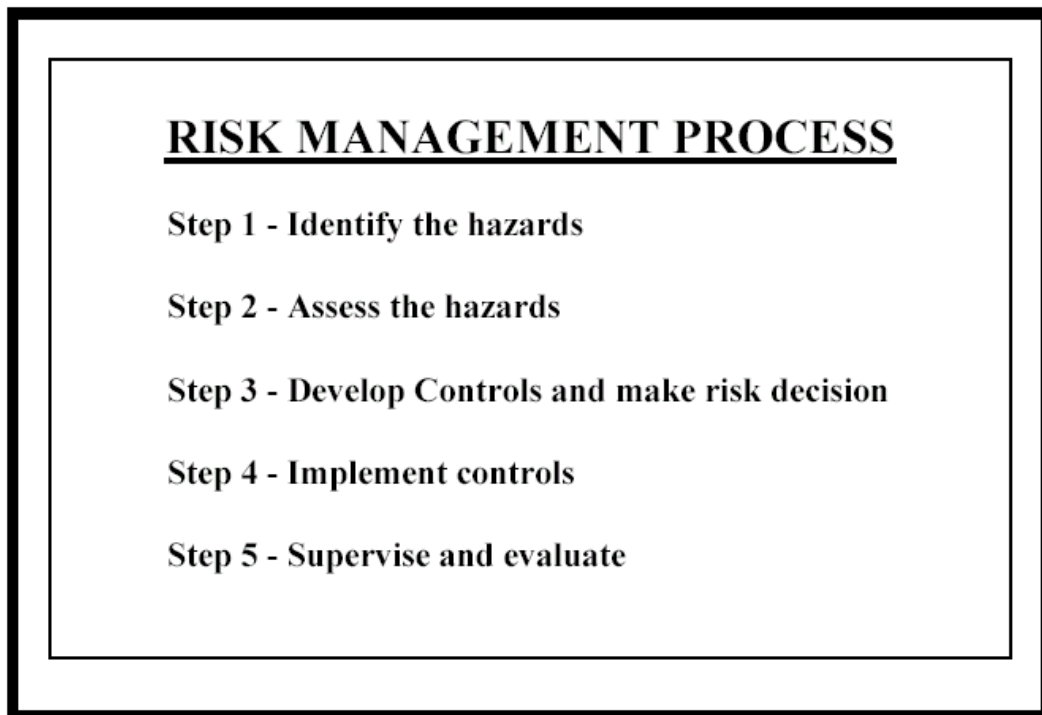 RISK MANAGEMENT PROCESS
Step 1 - Identify the hazards
Step 2 - Assess the hazards
Step 3 - Develop Controls and make risk decision
Step 4 - Implement controls
Step 5 - Supervise and evaluate